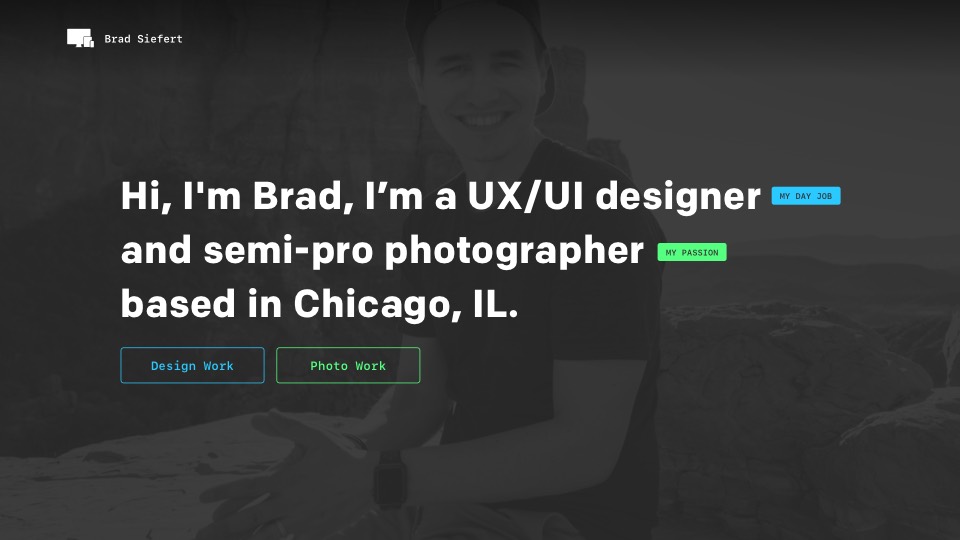 Brad Siefert
Hi, I'm Brad, I’m a UX/UI designer MY DAY JOB
and semi-pro photographer MY PASSION
based in Chicago, IL.
Design Work Photo Work